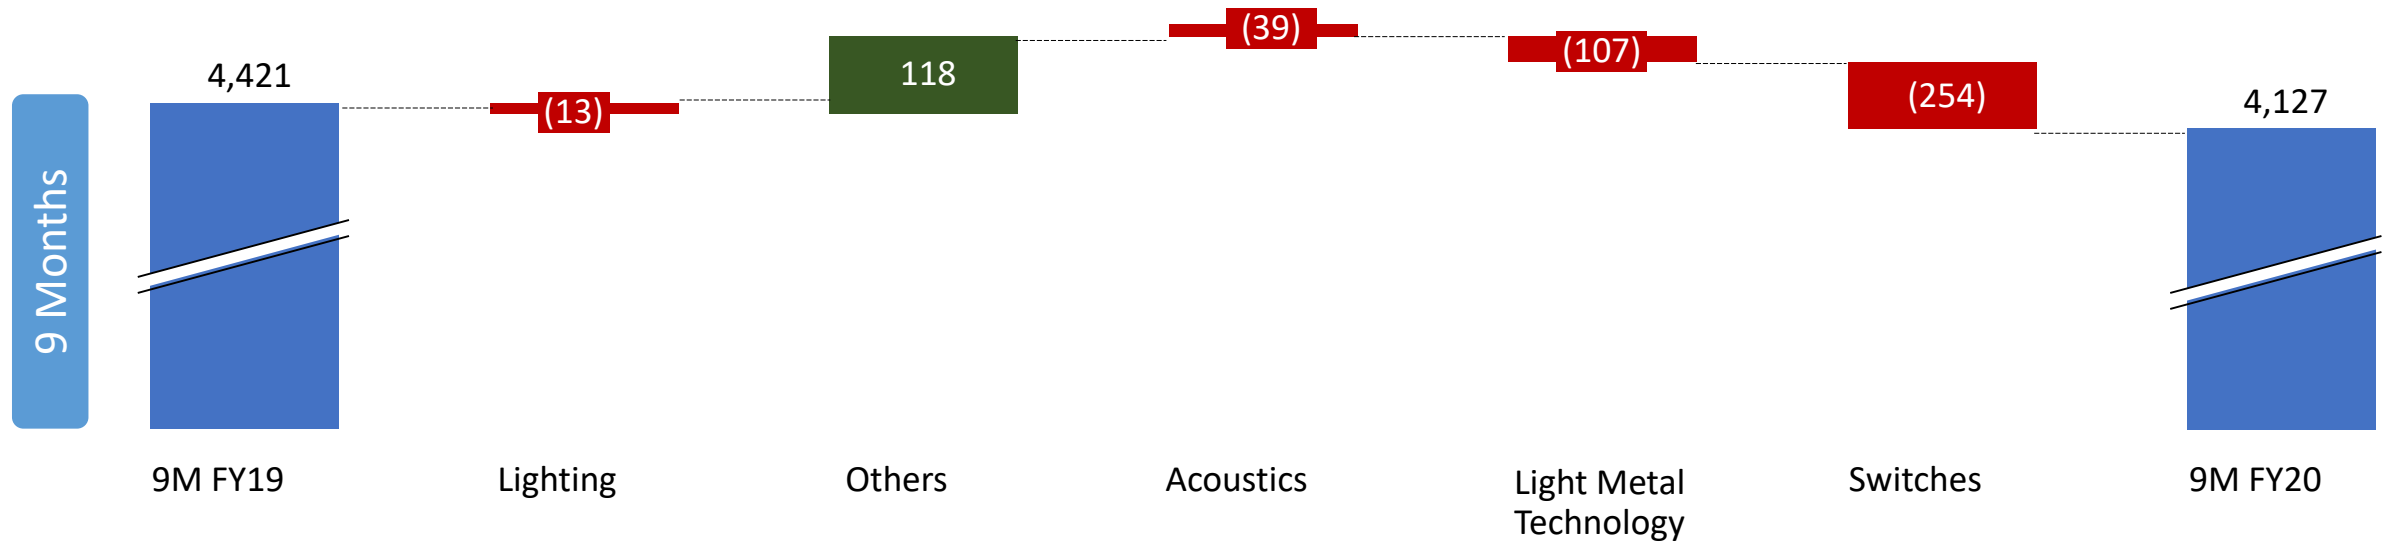 9 Months
4,421
(13)
118
(39)
(107)
(254)
4,127
9M FY19
Lighting
Others
Acoustics
Light Metal
Technology
Switches
9M FY20